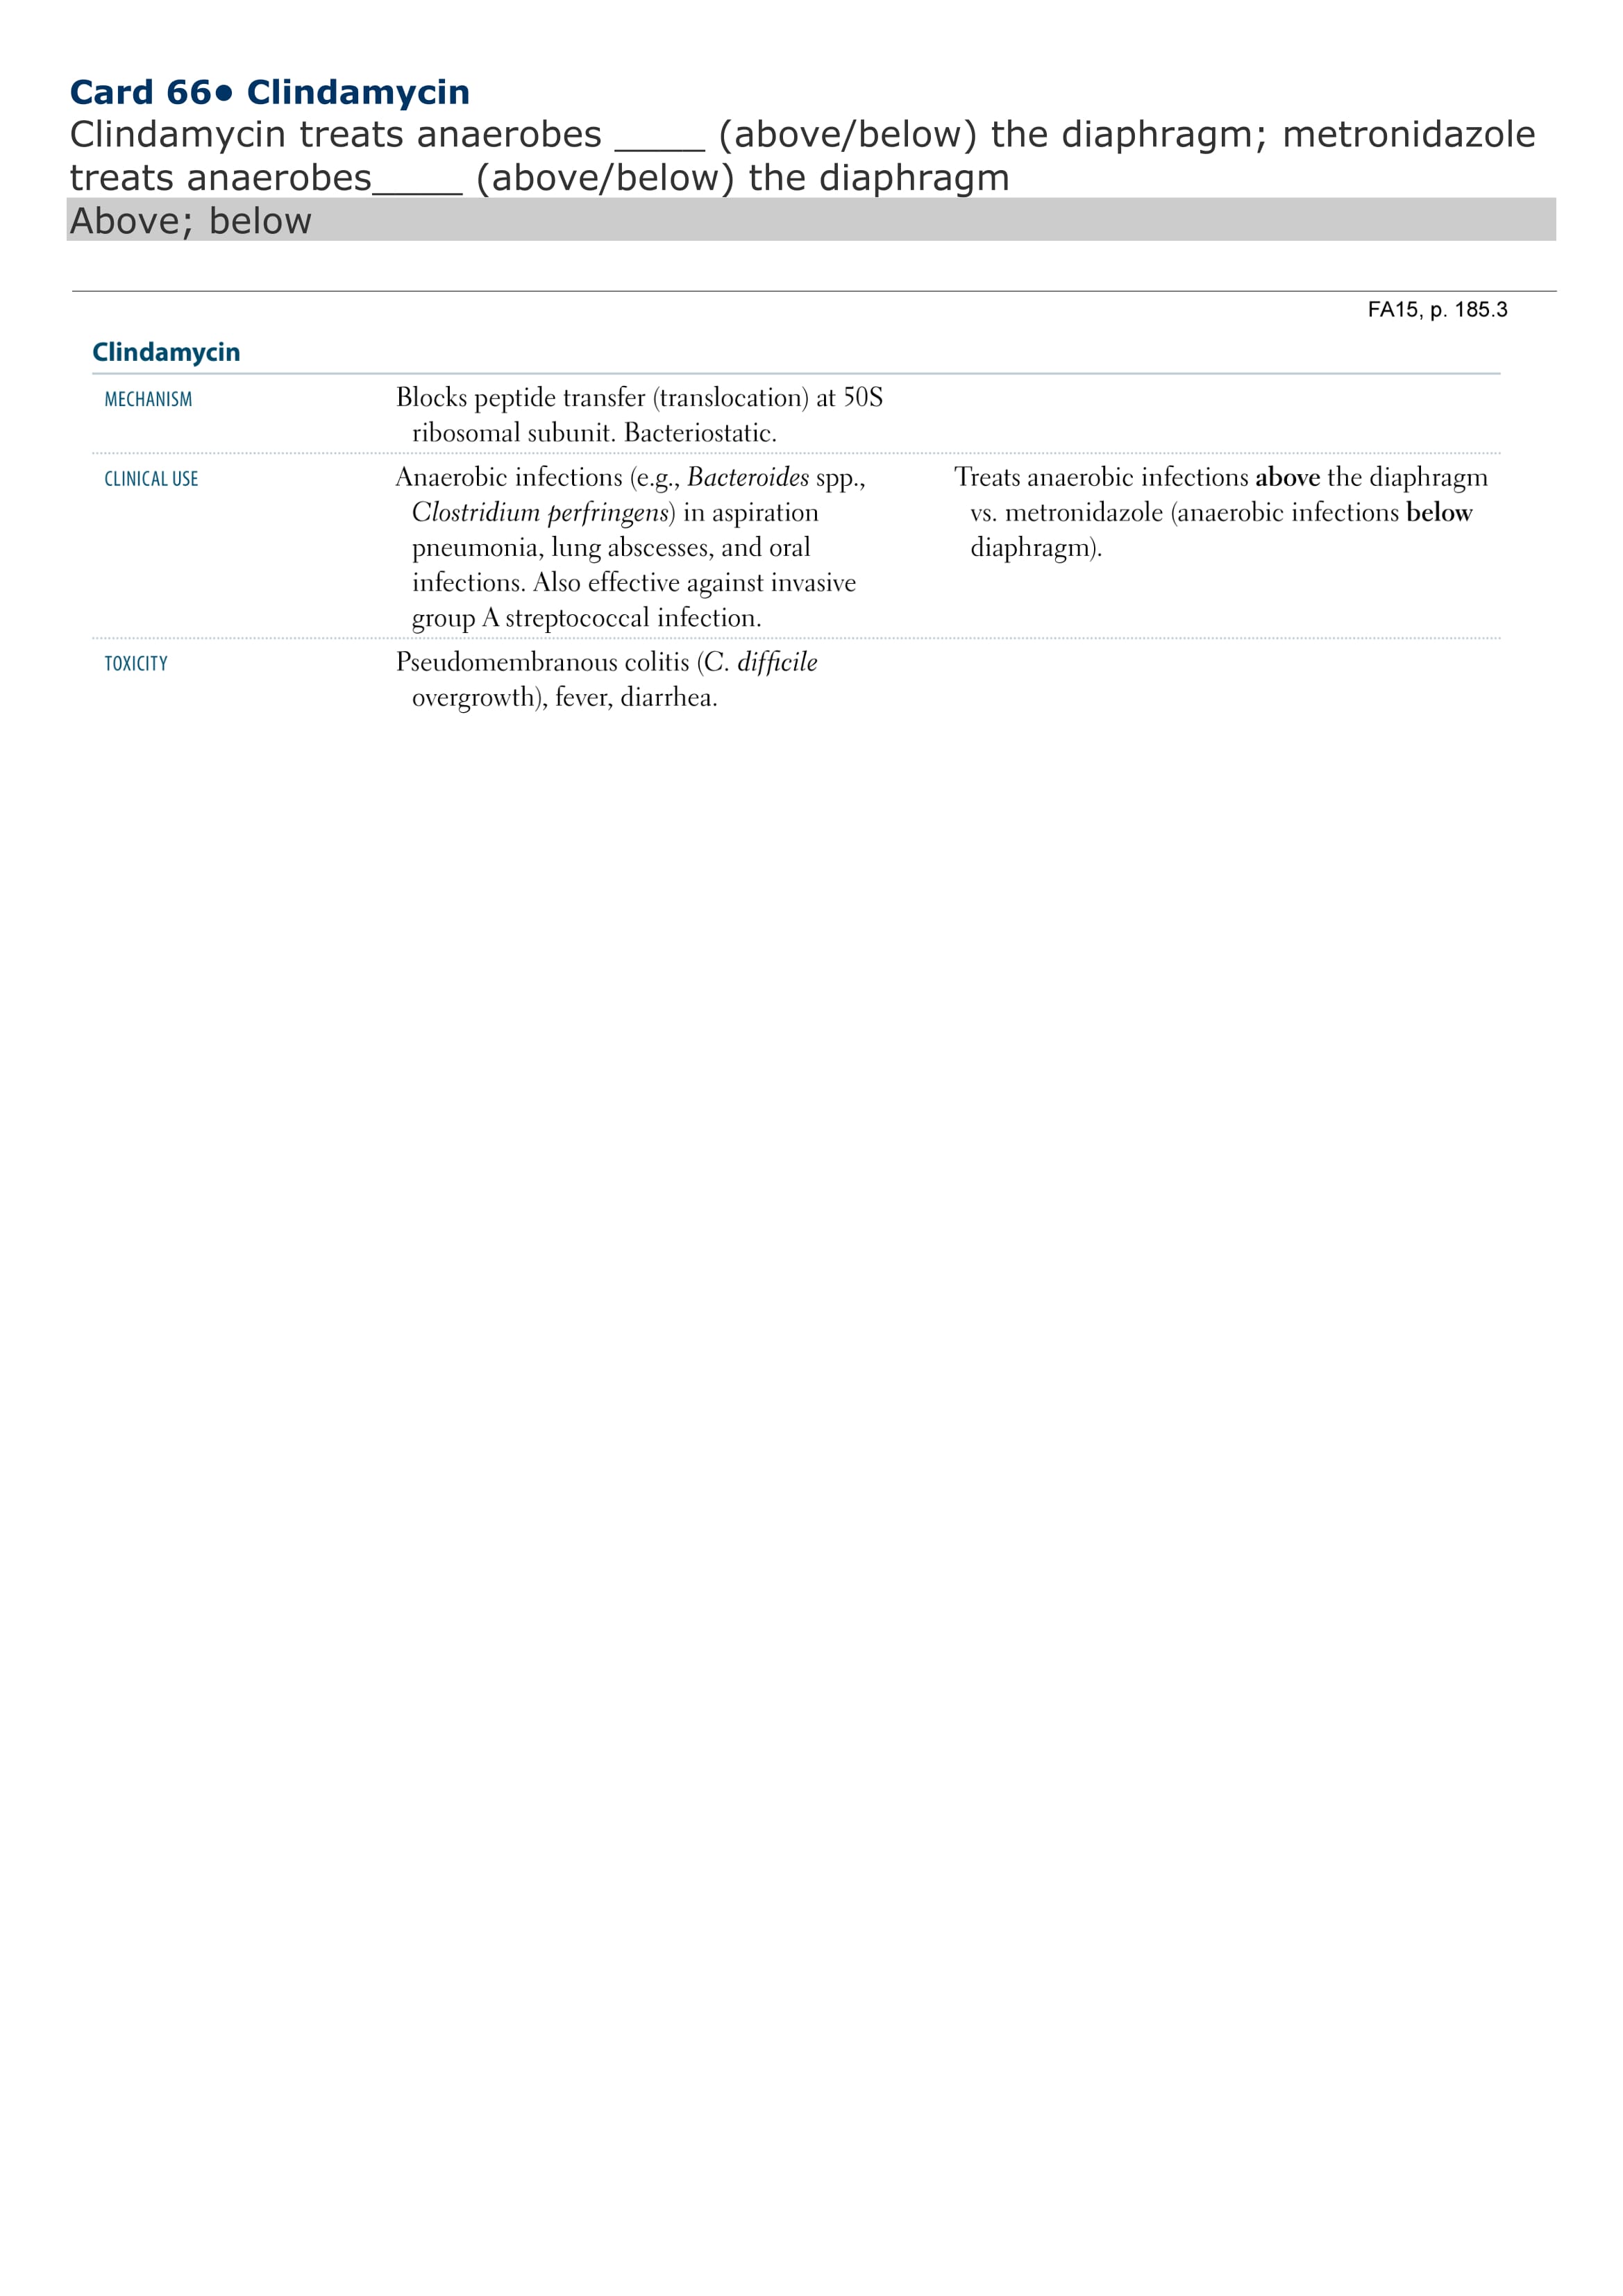 Card 66• Clindamycin
Clindamycin treats anaerobes _____ (above/below) the diaphragm; metronidazole
treats anaerobes_____ (above/below) the diaphragm
Above; below
FA15, p. 185.3
Clindamycin
MECHANISM
Blocks peptide transfer (translocation) at 50S
ribosomal subunit. Bacteriostatic.
CLINICAL USE
Anaerobic infections (e.g., Bacteroides spp.,
Clostridium perfringens) in aspiration
pneumonia, lung abscesses, and oral
infections. Also effective against invasive
group A streptococcal infection.
Treats anaerobic infections above the diaphragm
vs. metronidazole (anaerobic infections below
diaphragm).
TOXICITY
Pseudomembranous colitis (C. difficile
overgrowth), fever, diarrhea.